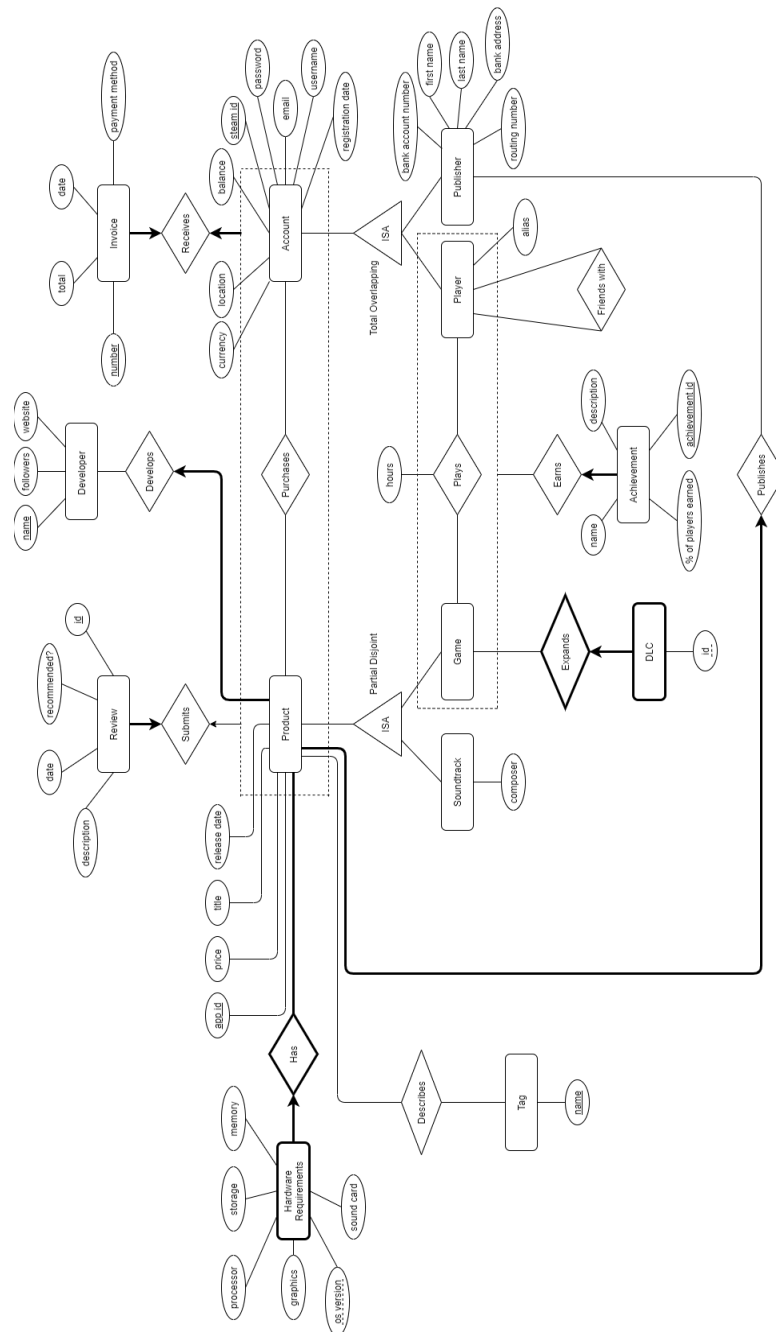 name
followers
website
date
recommended?
total
date
description
id
Developer
number
payment method
Review
Invoice
Develops
Submits
Receives
app id
price
title
release date
currency
location
balance
steam id
password
email
username
registration date
processor
storage
memory
Hardware
Requirements
Has
Product
Purchases
Account
graphics
os version
sound card
Partial Disjoint
Total Overlapping
ISA
ISA
hours
bank account number
first name
last name
bank address
routing number
Describes
Soundtrack
Game
Plays
Player
Publisher
Tag
composer
alias
name
Expands
Earns
Friends with
name
description
DLC
Achievement
id
% of players earned
achievement id
Publishes